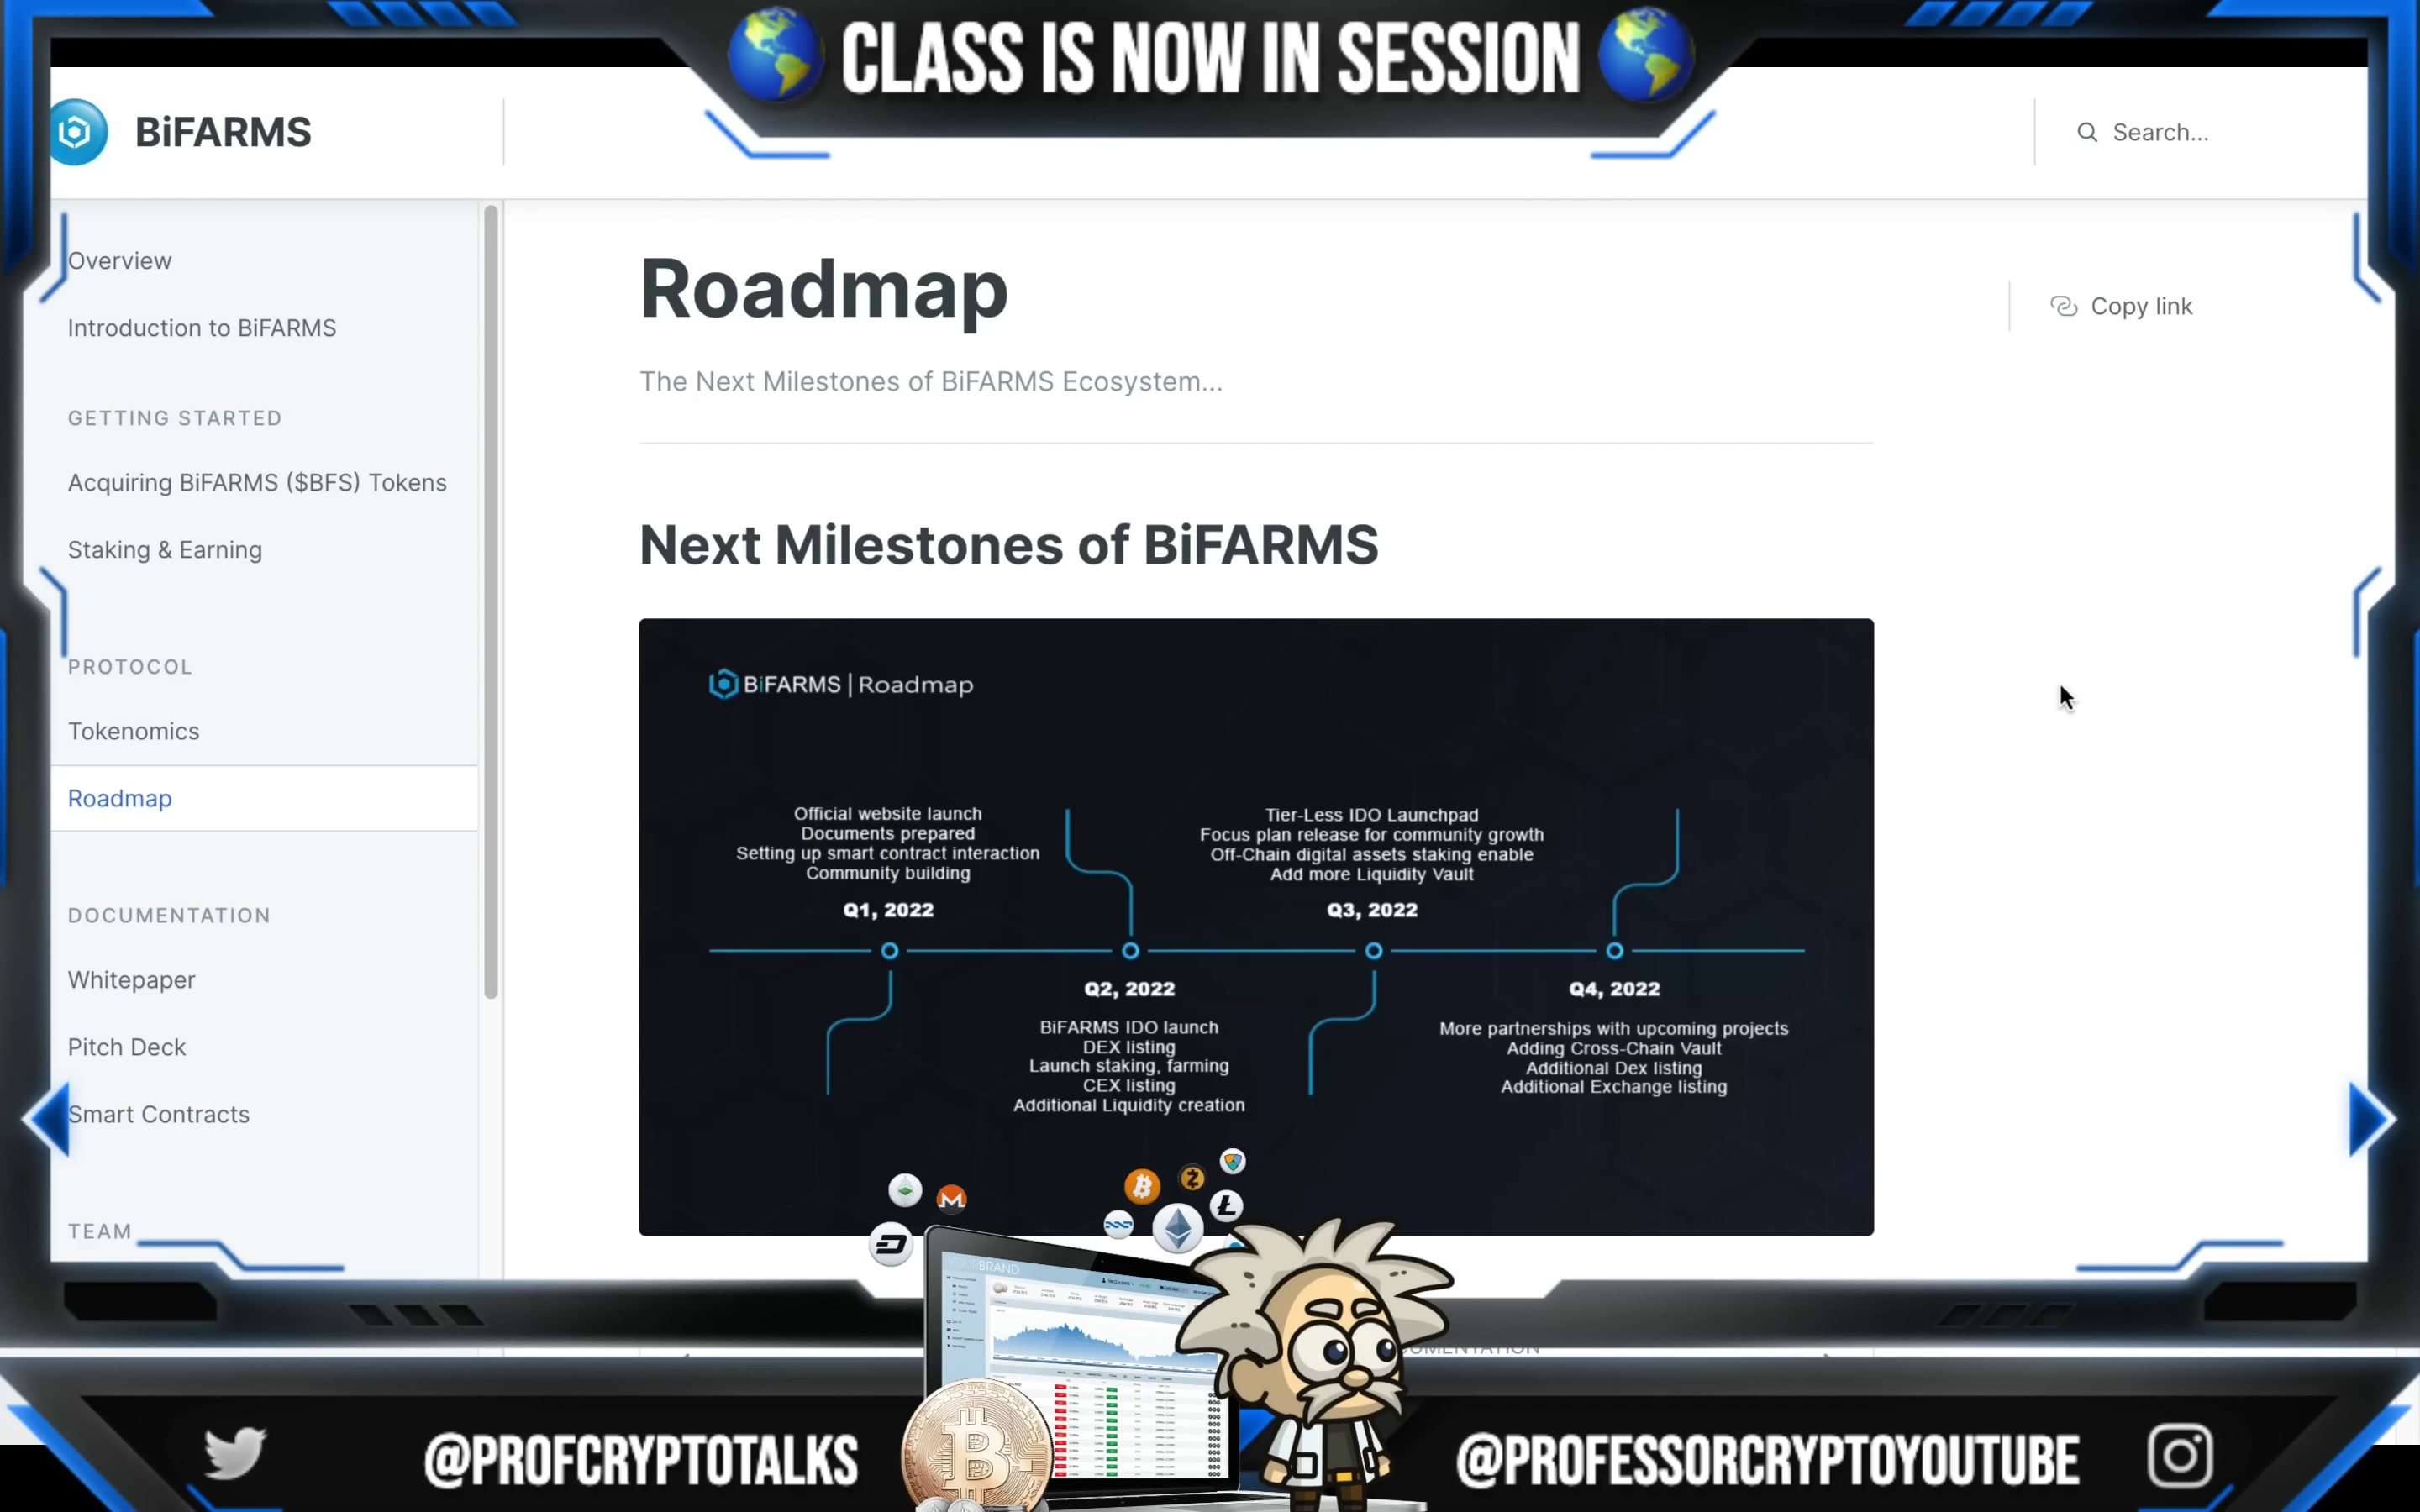 CLASS IS NOW IN SESSION
BiFARMS
Search...
Overview
Introduction to BiFARMS
GETTING STARTED
Acquiring BiFARMS ($BFS) Tokens
Staking & Earning
PROTOCOL
Tokenomics
Roadmap
DOCUMENTATION
Whitepaper
Pitch Deck
Smart Contracts
TEAM
Roadmap
Copy link
The Next Milestones of BiFARMS Ecosystem...
Next Milestones of BiFARMS
BiFARMS | Roadmap
Official website launch
Documents prepared
Setting up smart contract interaction
Community building
Q1, 2022
Q2, 2022
BiFARMS IDO launch
DEX listing
Launch staking, farming
CEX listing
Additional Liquidity creation
Tier-Less IDO Launchpad
Focus plan release for community growth
Off-Chain digital assets staking enable
Add more Liquidity Vault
Q3, 2022
Q4, 2022
More partnerships with upcoming projects
Adding Cross-Chain Vault
Additional Dex listing
Additional Exchange listing
YOURBRAND
@PROFCRYPTOTALKS
@PROFESSORCRYPTOYOUTUBE